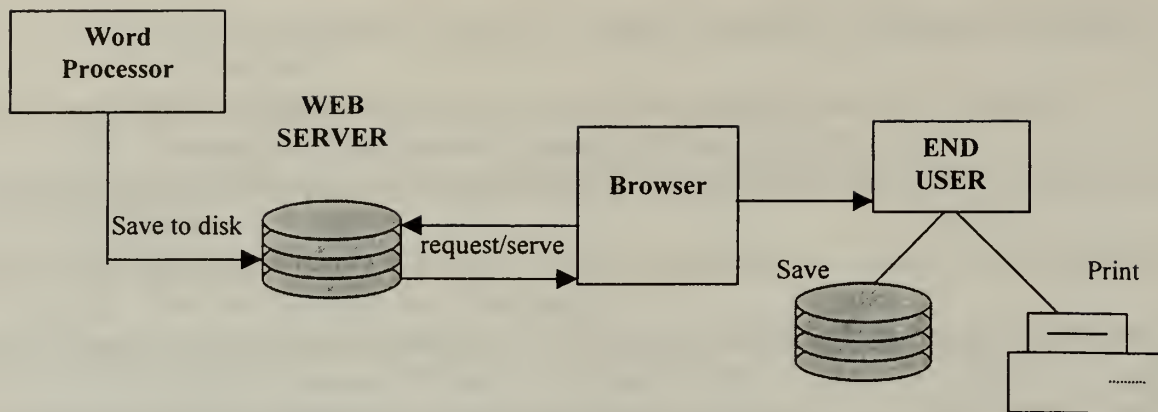 Word
Processor
WEB
SERVER
END
USER
Browser
Save to disk
request/serve
Save
Print